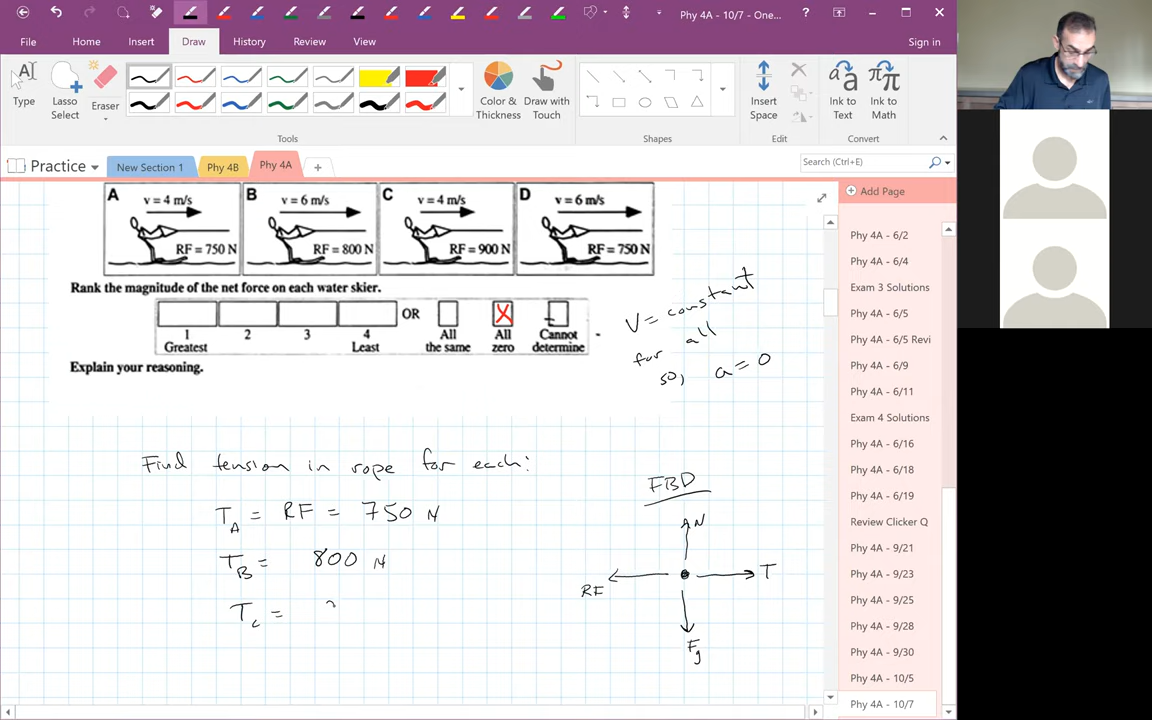 Phy 4A - 10/7 - One...
?
File
Home
Insert
Draw
History
Review
View
Sign in
Type
Lasso
Select
Eraser
Color &
Thickness
Draw with
Touch
Insert
Space
Ink to
Text
Ink to
Math
Tools
Shapes
Edit
Convert
Practice
New Section 1
Phy 4B
Phy 4A
+
Search (Ctrl+E)
Add Page
Phy 4A - 6/2
Phy 4A - 6/4
Exam 3 Solutions
Phy 4A - 6/5
Phy 4A - 6/5 Revi
Phy 4A - 6/9
Phy 4A - 6/11
Exam 4 Solutions
Phy 4A - 6/16
Phy 4A - 6/18
Phy 4A - 6/19
Review Clicker Q
Phy 4A - 9/21
Phy 4A - 9/23
Phy 4A - 9/25
Phy 4A - 9/28
Phy 4A - 9/30
Phy 4A - 10/5
Phy 4A - 10/7
A
v = 4 m/s
RF = 750 N
B
v = 6 m/s
RF = 800 N
C
v = 4 m/s
RF = 900 N
D
v = 6 m/s
RF = 750 N
Rank the magnitude of the net force on each water skier.
OR
1
Greatest
2
3
4
Least
All
the same
X
All
zero
Cannot
determine
Explain your reasoning.
V = constant
for all
so, a = 0
Find tension in rope for each:
T_A = RF = 750 N
T_B = 800 N
T_C =
FBD
N
RF
T
F_g